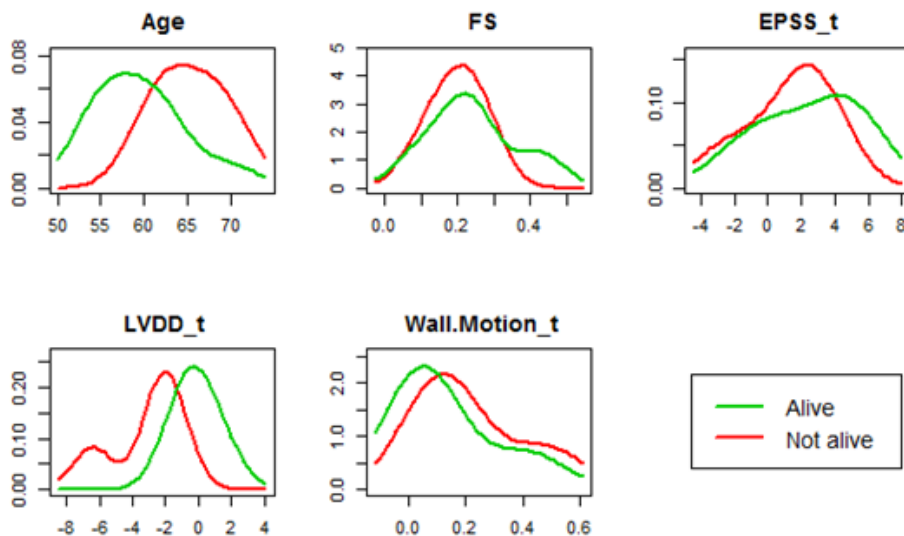 Age
0.00 0.04 0.08
50 55 60 65 70
FS
0 1 2 3 4 5
0.0 0.2 0.4
EPSS_t
0.00 0.10
-4 -2 0 2 4 6 8
LVDD_t
0.00 0.10 0.20
-8 -6 -4 -2 0 2 4
Wall.Motion_t
0.0 1.0 2.0
0.0 0.2 0.4 0.6
Alive
Not alive